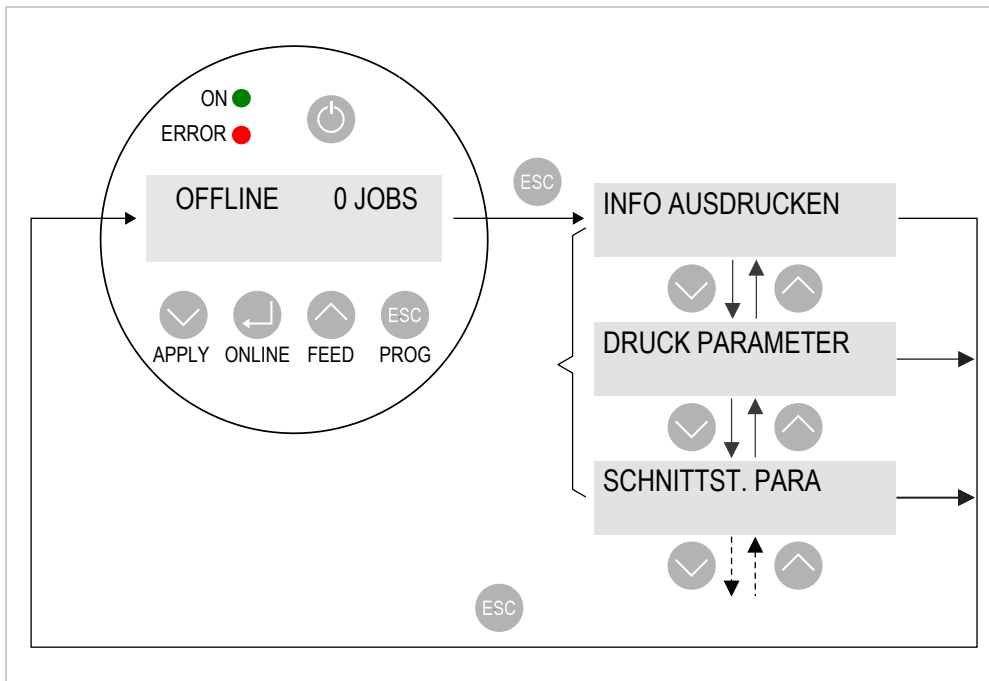 ON
ERROR
OFFLINE 0 JOBS
APPLY ONLINE FEED PROG
ESC
ESC
INFO AUSDRUCKEN
DRUCK PARAMETER
SCHNITTST. PARA
ESC